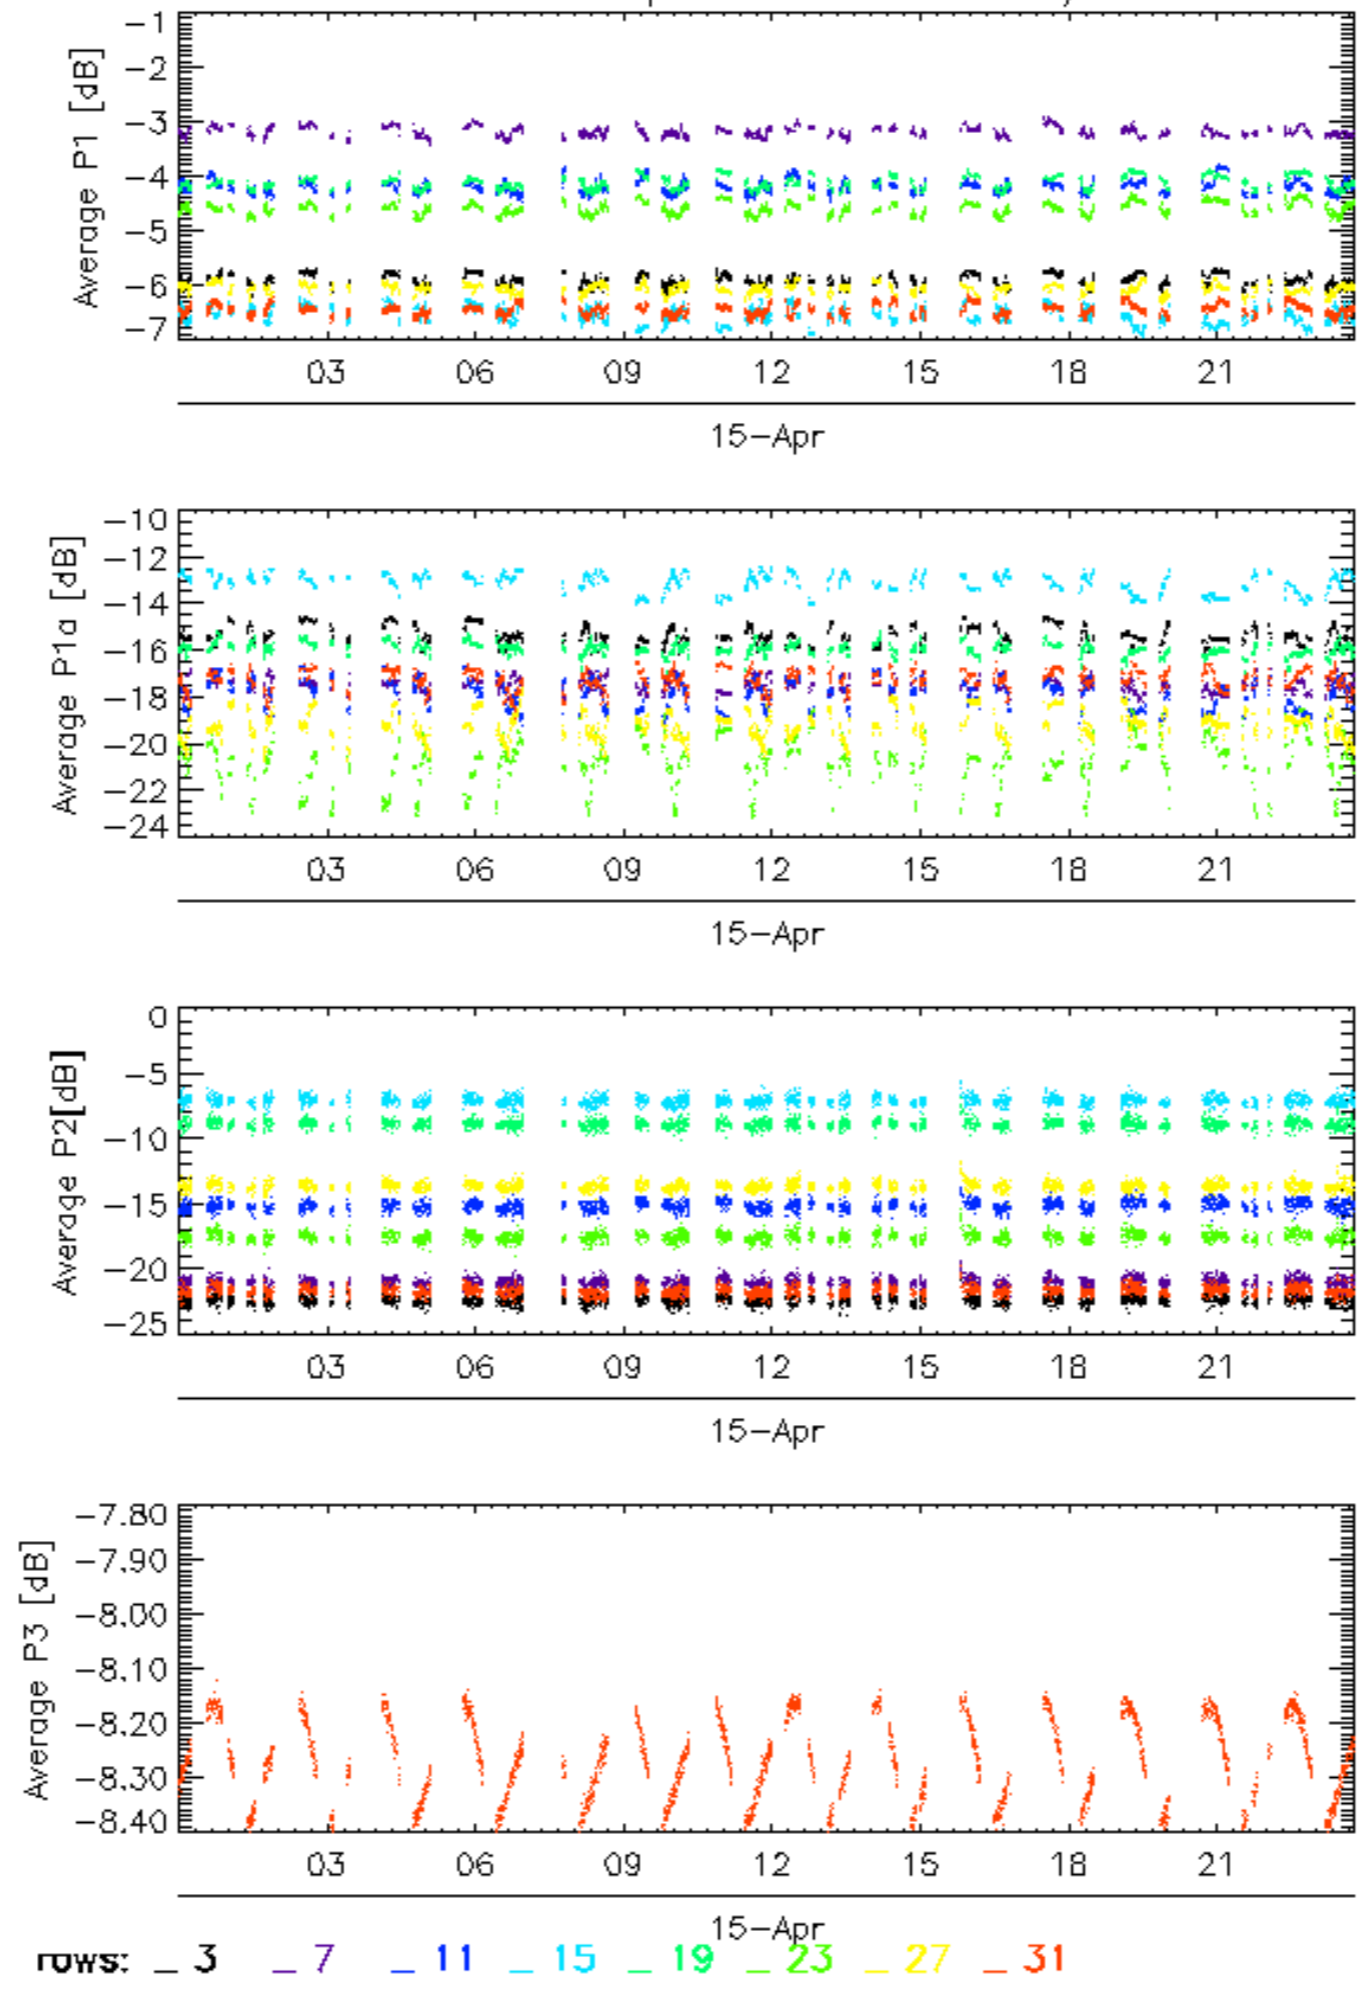 Average P1 [dB]
-1
-2
-3
-4
-5
-6
-7
03 06 09 12 15 18 21
15-Apr
Average P1a [dB]
-10
-12
-14
-16
-18
-20
-22
-24
03 06 09 12 15 18 21
15-Apr
Average P2[dB]
0
-5
-10
-15
-20
-25
03 06 09 12 15 18 21
15-Apr
Average P3 [dB]
-7.80
-7.90
-8.00
-8.10
-8.20
-8.30
-8.40
03 06 09 12 15 18 21
15-Apr
rows: _ 3 _ 7 _ 11 _ 15 _ 19 _ 23 _ 27 _ 31